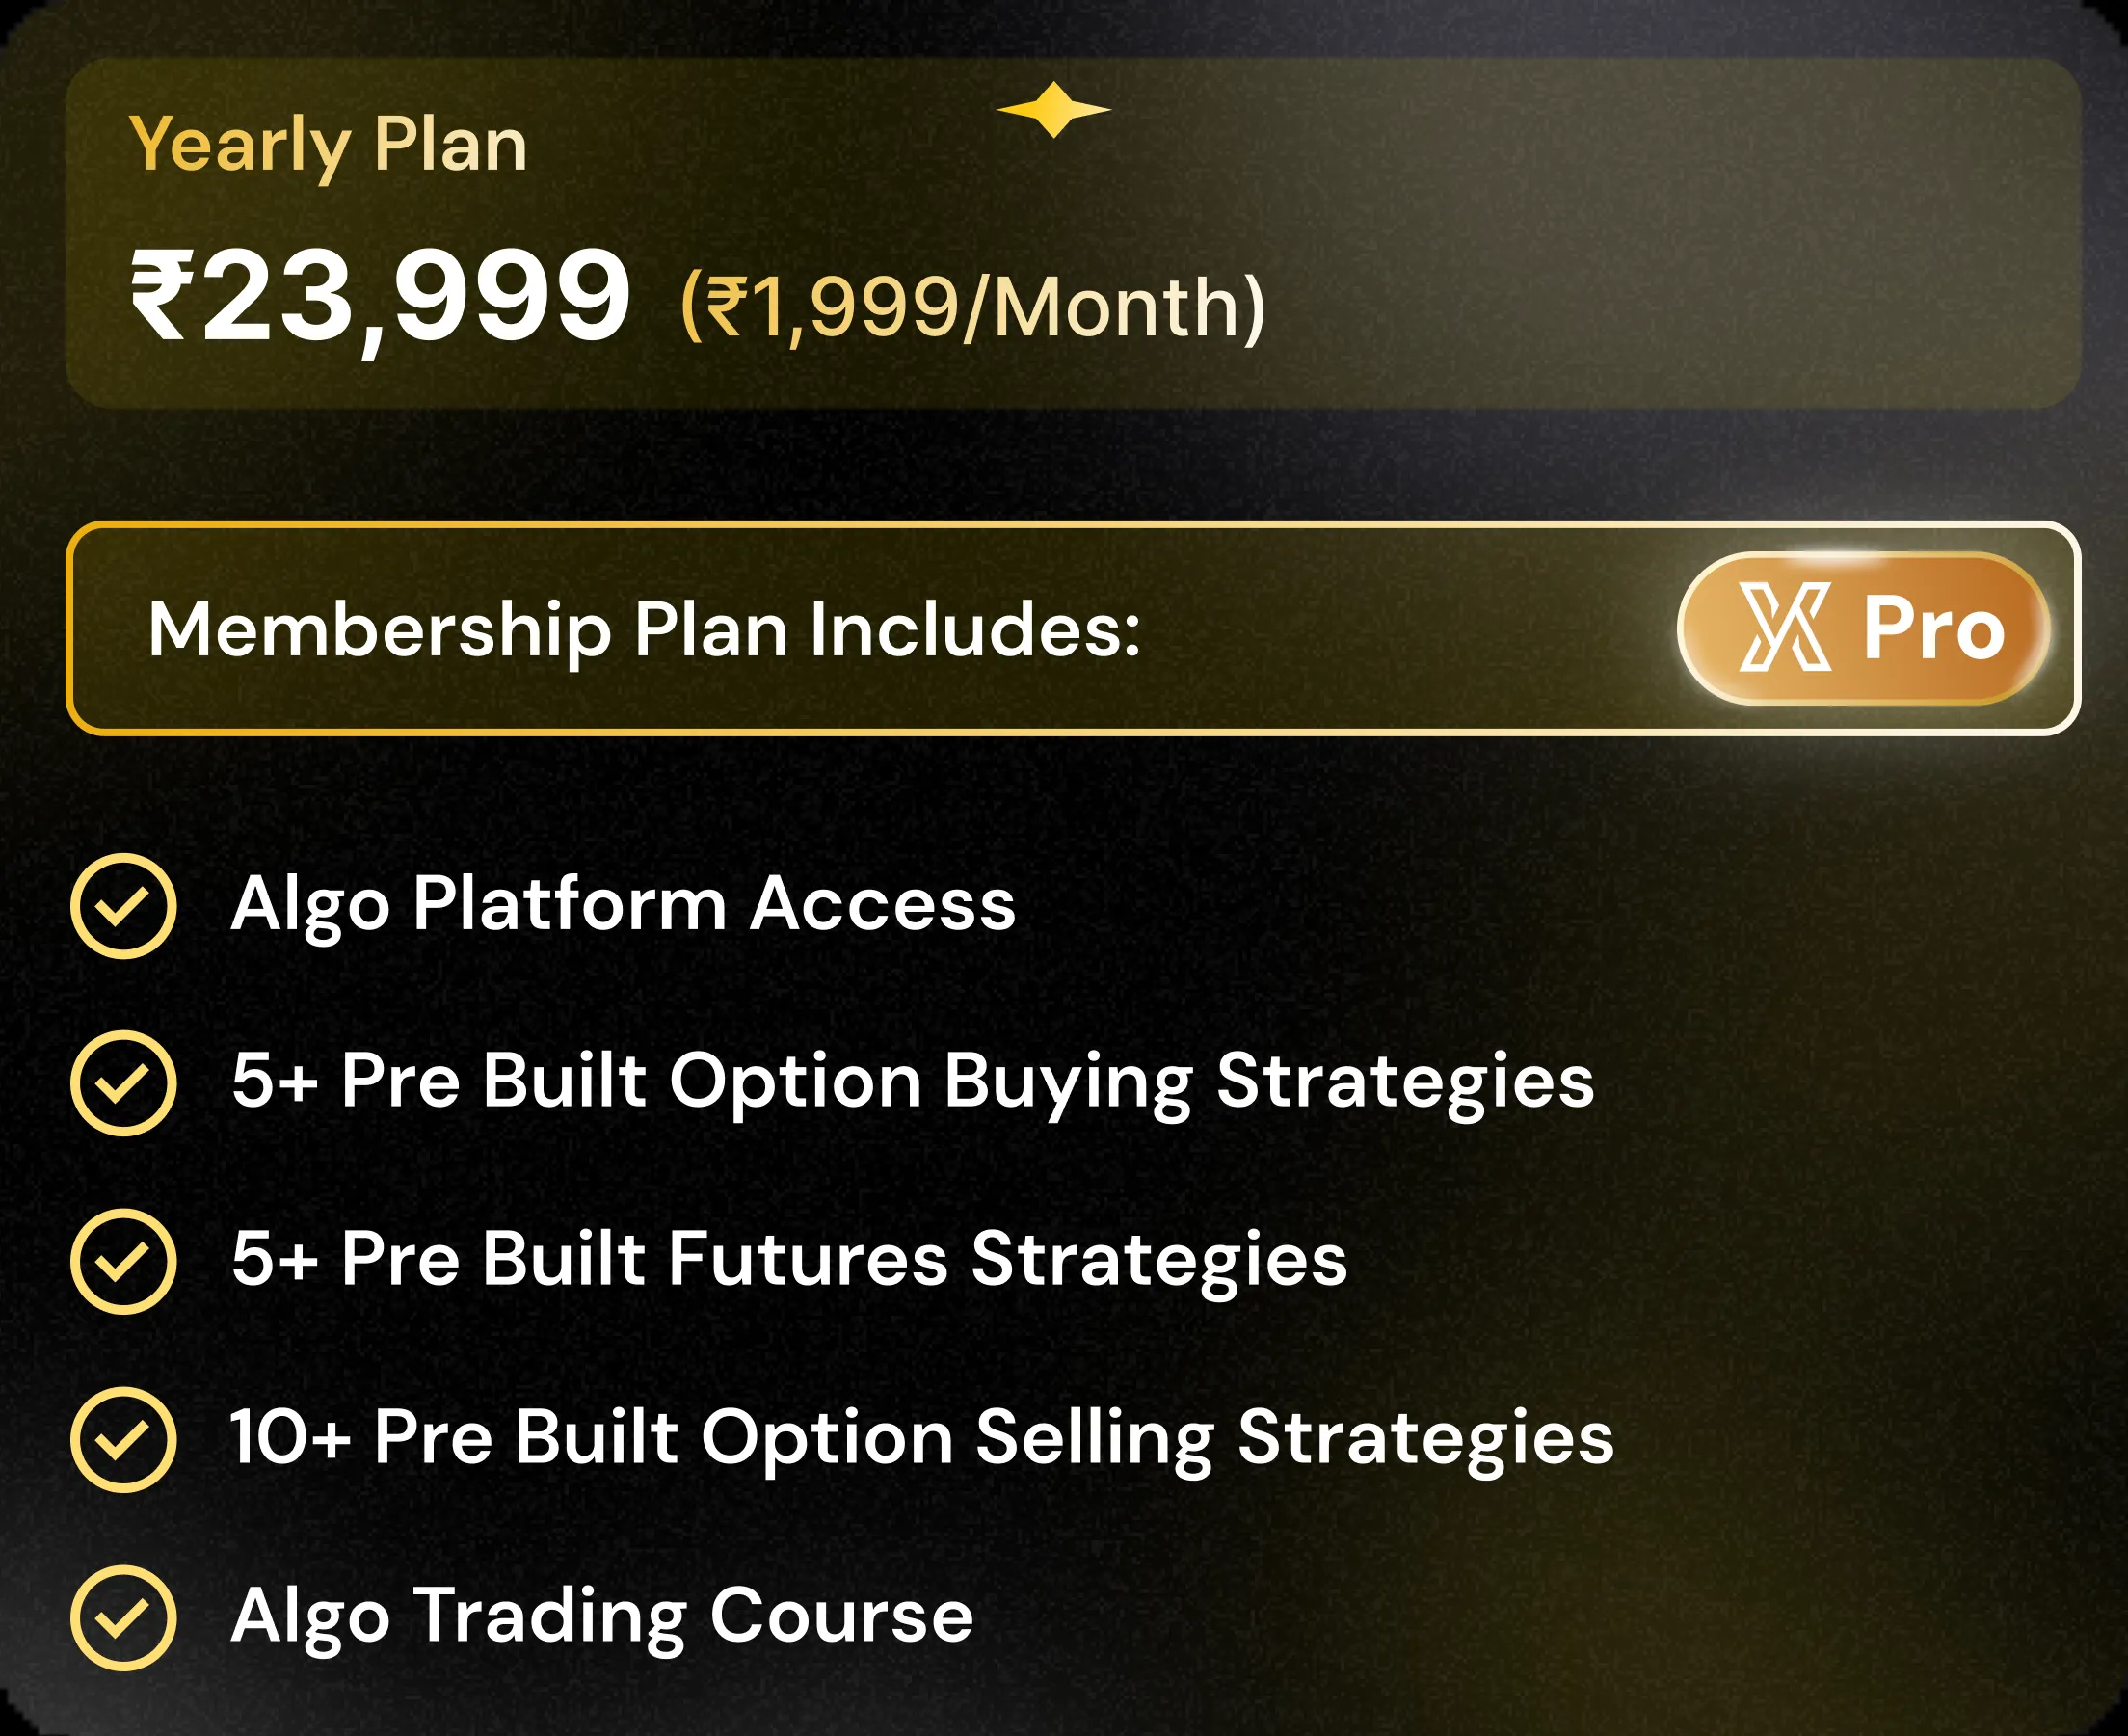 Yearly Plan
₹23,999 (₹1,999/Month)
Membership Plan Includes:
Pro
Algo Platform Access
5+ Pre Built Option Buying Strategies
5+ Pre Built Futures Strategies
10+ Pre Built Option Selling Strategies
Algo Trading Course